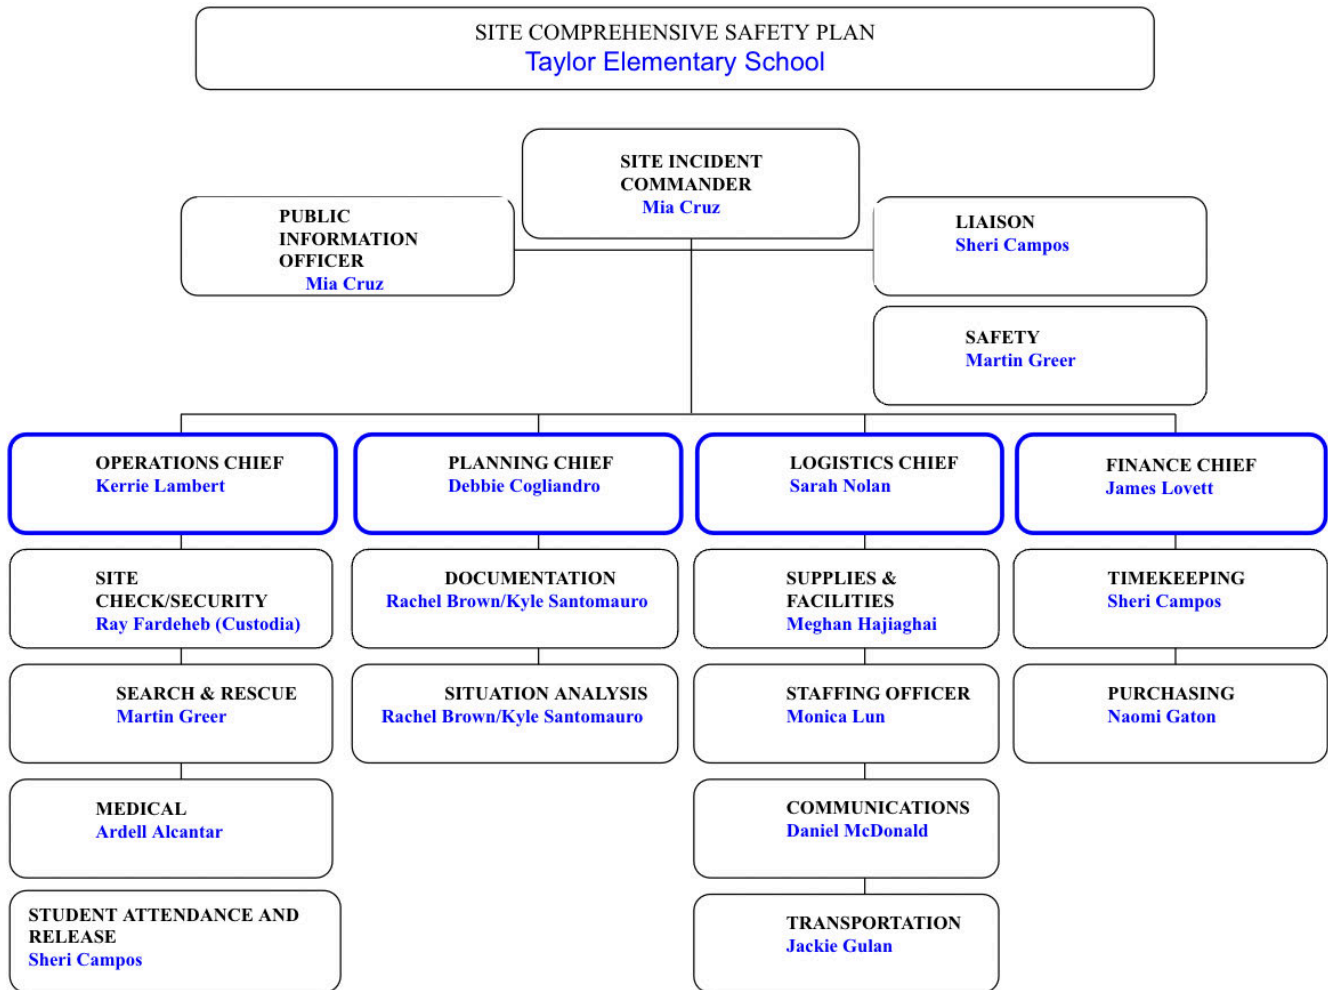 SITE COMPREHENSIVE SAFETY PLAN
Taylor Elementary School
SITE INCIDENT
COMMANDER
Mia Cruz
PUBLIC
INFORMATION
OFFICER
Mia Cruz
LIAISON
Sheri Campos
SAFETY
Martin Greer
OPERATIONS CHIEF
Kerrie Lambert
PLANNING CHIEF
Debbie Cogliandro
LOGISTICS CHIEF
Sarah Nolan
FINANCE CHIEF
James Lovett
SITE
CHECK/SECURITY
Ray Fardeheb (Custodia)
DOCUMENTATION
Rachel Brown/Kyle Santomauro
SUPPLIES &
FACILITIES
Meghan Hajiaghai
TIMEKEEPING
Sheri Campos
SEARCH & RESCUE
Martin Greer
SITUATION ANALYSIS
Rachel Brown/Kyle Santomauro
STAFFING OFFICER
Monica Lun
PURCHASING
Naomi Gaton
MEDICAL
Ardell Alcantar
COMMUNICATIONS
Daniel McDonald
STUDENT ATTENDANCE AND
RELEASE
Sheri Campos
TRANSPORTATION
Jackie Gulan